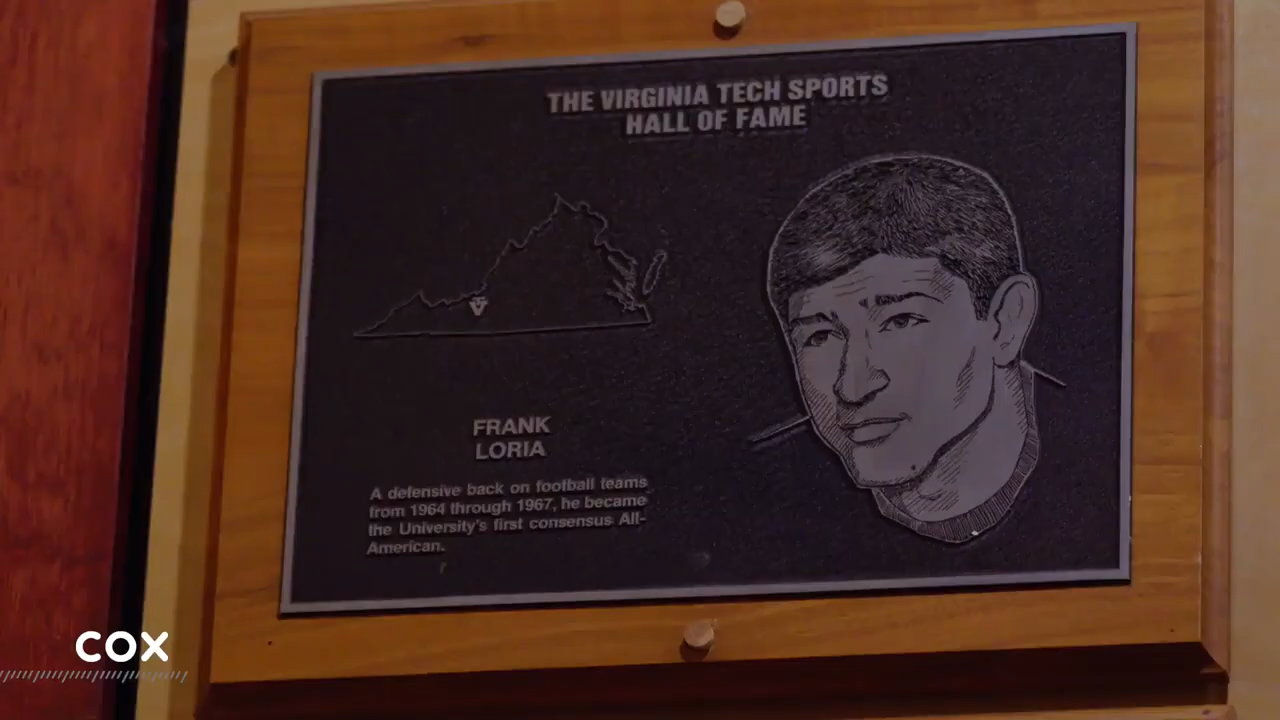 THE VIRGINIA TECH SPORTS
HALL OF FAME
FRANK
LORIA
A defensive back on football teams
from 1964 through 1967, he became
the University's first consensus All-
American.
COX